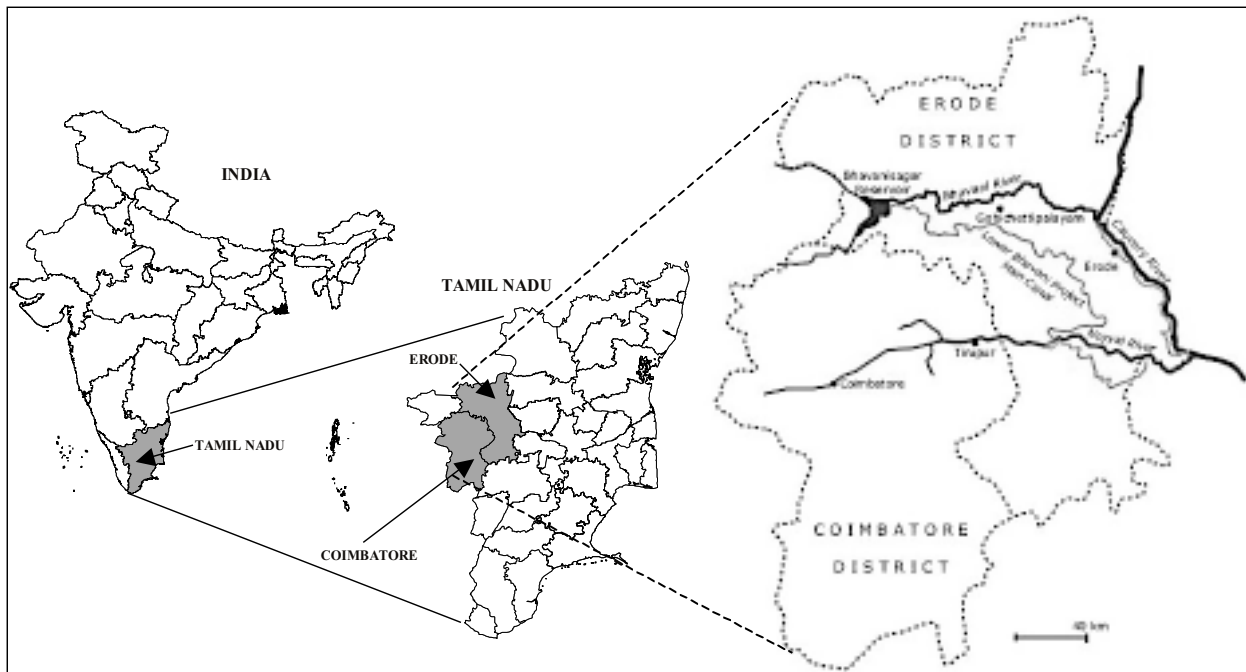 INDIA
TAMIL NADU
TAMIL NADU
ERODE
COIMBATORE
ERODE
DISTRICT
Bhavanisagar
Reservoir
Bhavani River
Gobichettipalayam
Cauvery River
Lower Bhavani Project
Main Canal
Erode
Noyyal River
Tirupur
Coimbatore
COIMBATORE
DISTRICT
40 km